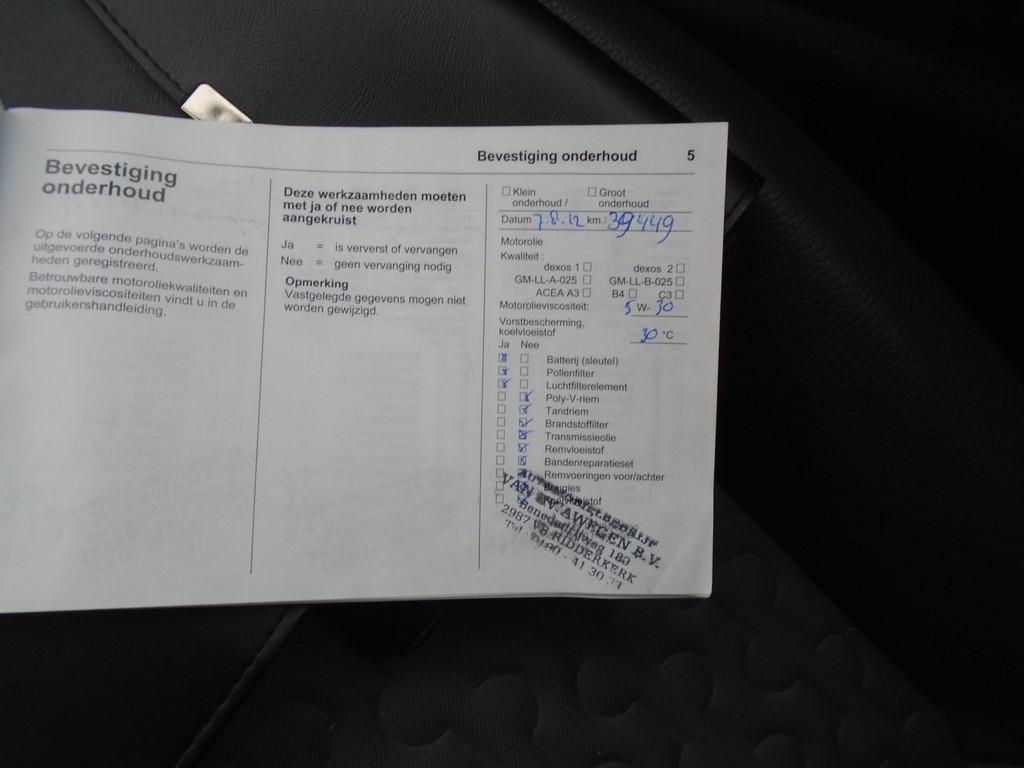 Bevestiging onderhoud 5
Bevestiging
onderhoud
Op de volgende pagina's worden de
uitgevoerde onderhoudswerkzaam-
heden geregistreerd.
Betrouwbare motoroliekwaliteiten en
motorolieviscositeiten vindt u in de
gebruikershandleiding.
Deze werkzaamheden moeten
met ja of nee worden
aangekruist
Ja = is ververst of vervangen
Nee = geen vervanging nodig
Opmerking
Vastgelegde gegevens mogen niet
worden gewijzigd.
Klein Groot
onderhoud / onderhoud
Datum 7.8.12 km 39449
Motorolie
Kwaliteit :
dexos 1 dexos 2
GM-LL-A-025 GM-LL-B-025
ACEA A3 B4 C3
Motorolieviscositeit: 5 W- 30
Vorstbescherming,
koelvloeistof 30 °C
Ja Nee
Batterij (sleutel)
Pollenfilter
Luchtfilterelement
Poly-V-riem
Tandriem
Brandstoffilter
Transmissieolie
Remvloeistof
Bandenreparatieset
Remvoeringen voor/achter
AUTOMOBIELBEDRIJF
VAN AWEGEN B.V.
Benedenrijweg 180
2987 VB RIDDERKERK
Tel.